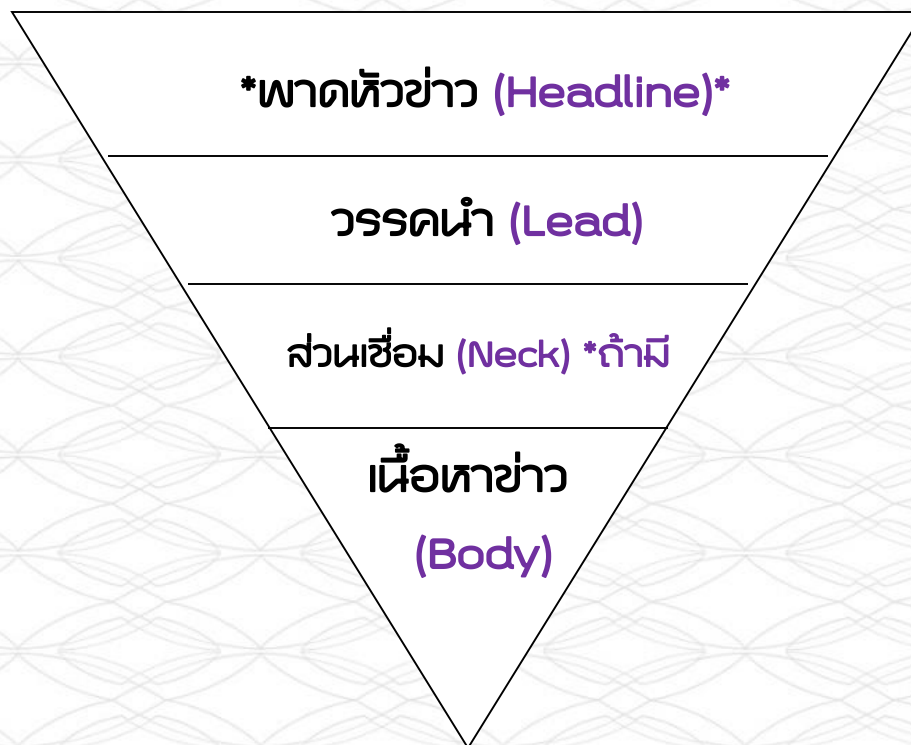 *พาดหัวข่าว (Headline)*
วรรคนำ (Lead)
ส่วนเชื่อม (Neck) *ถ้ามี
เนื้อหาข่าว
(Body)